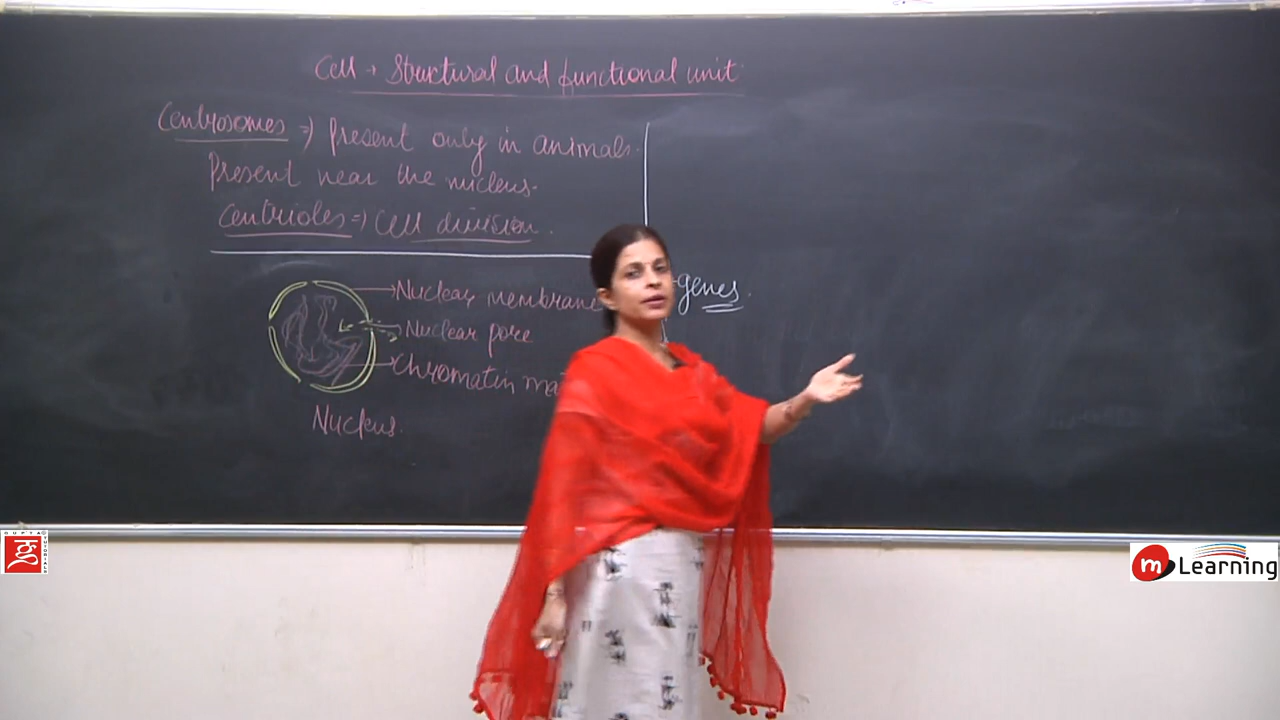 Cell → Structural and functional unit.
Centrosomes ⇒ Present only in animals.
Present near the nucleus.
Centrioles ⇒ Cell division.
Nuclear membrane
Nuclear pore
Chromatin
Nucleus.
genes.
m Learning